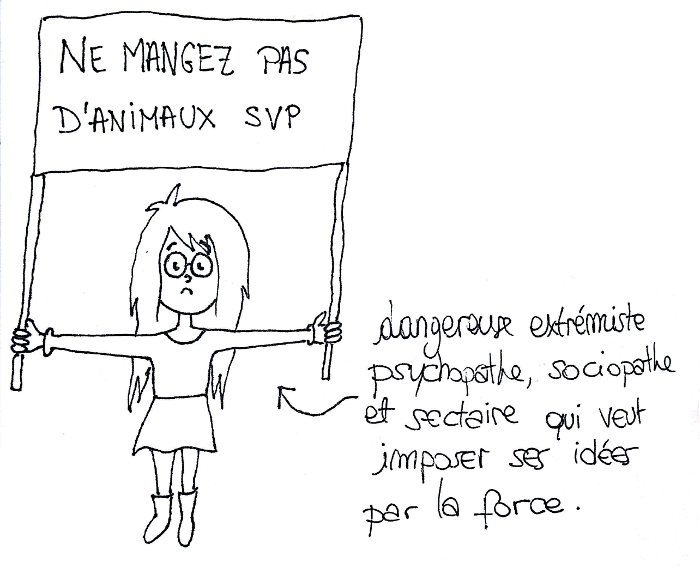 NE MANGEZ PAS
D'ANiMAUX SVP
dangereuse extrémiste
psychopathe, sociopathe
et sectaire qui veut
imposer ses idées
par la force.